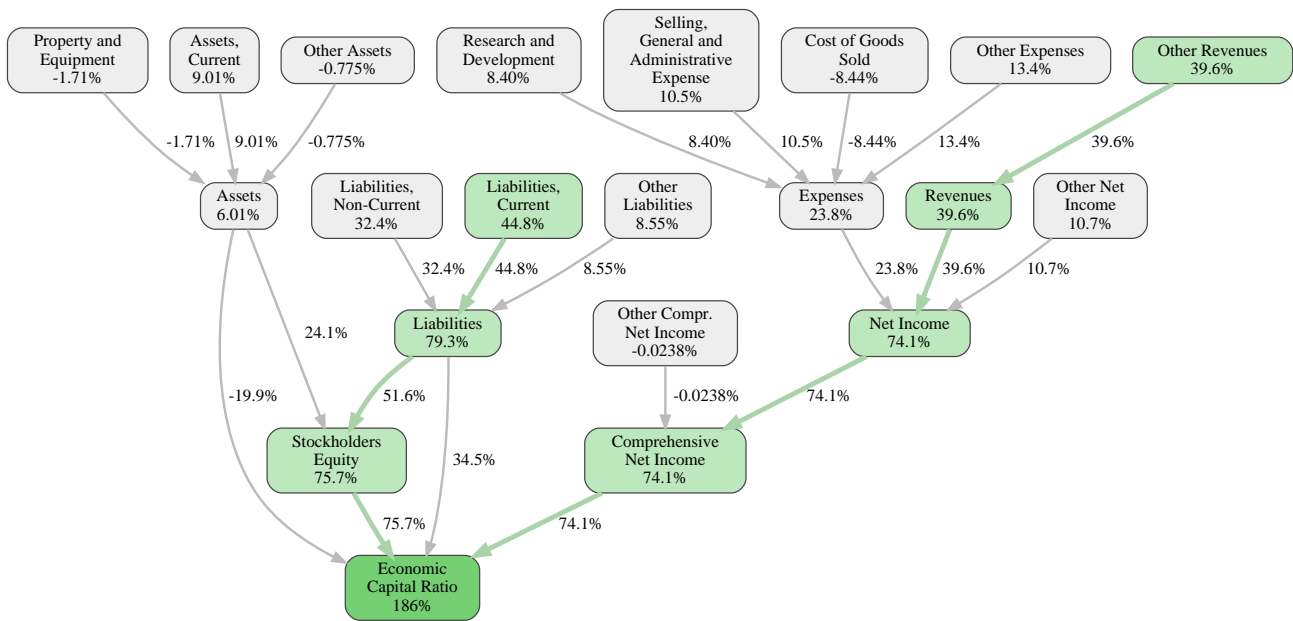 Property and
Equipment
-1.71%
Assets,
Current
9.01%
Other Assets
-0.775%
Research and
Development
8.40%
Selling,
General and
Administrative
Expense
10.5%
Cost of Goods
Sold
-8.44%
Other Expenses
13.4%
Other Revenues
39.6%
-1.71%
9.01%
-0.775%
8.40%
10.5%
-8.44%
13.4%
39.6%
Assets
6.01%
Liabilities,
Non-Current
32.4%
Liabilities,
Current
44.8%
Other
Liabilities
8.55%
Expenses
23.8%
Revenues
39.6%
Other Net
Income
10.7%
32.4%
44.8%
8.55%
23.8%
39.6%
10.7%
Liabilities
79.3%
Other Compr.
Net Income
-0.0238%
Net Income
74.1%
24.1%
-19.9%
51.6%
-0.0238%
74.1%
Stockholders
Equity
75.7%
34.5%
Comprehensive
Net Income
74.1%
75.7%
74.1%
Economic
Capital Ratio
186%